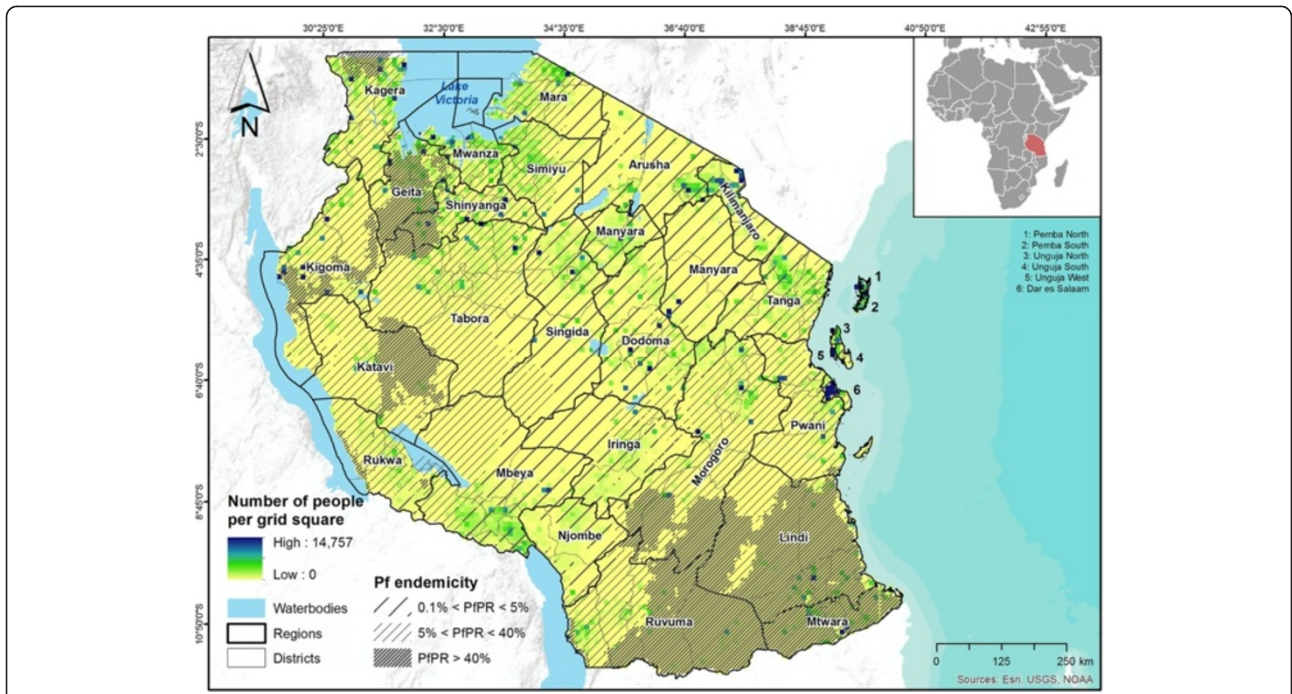 30°25'0"E 32°30'0"E 34°35'0"E 36°40'0"E 38°45'0"E 40°50'0"E 42°55'0"E
2°30'0"S
4°35'0"S
6°40'0"S
8°45'0"S
10°50'0"S
N
Kagera
Lake
Victoria
Mara
Mwanza
Simiyu
Arusha
Geita
Shinyanga
Kilimanjaro
Manyara
Kigoma
Manyara
Tanga
Tabora
Singida
Dodoma
Katavi
Pwani
Iringa
Morogoro
Rukwa
Mbeya
Njombe
Lindi
Ruvuma
Mtwara
1
2
3
4
5
6
1: Pemba North
2: Pemba South
3: Unguja North
4: Unguja South
5: Unguja West
6: Dar es Salaam
Number of people
per grid square
High : 14,757
Low : 0
Waterbodies
Regions
Districts
Pf endemicity
0.1% < PfPR < 5%
5% < PfPR < 40%
PfPR > 40%
0 125 250 km
Sources: Esri, USGS, NOAA